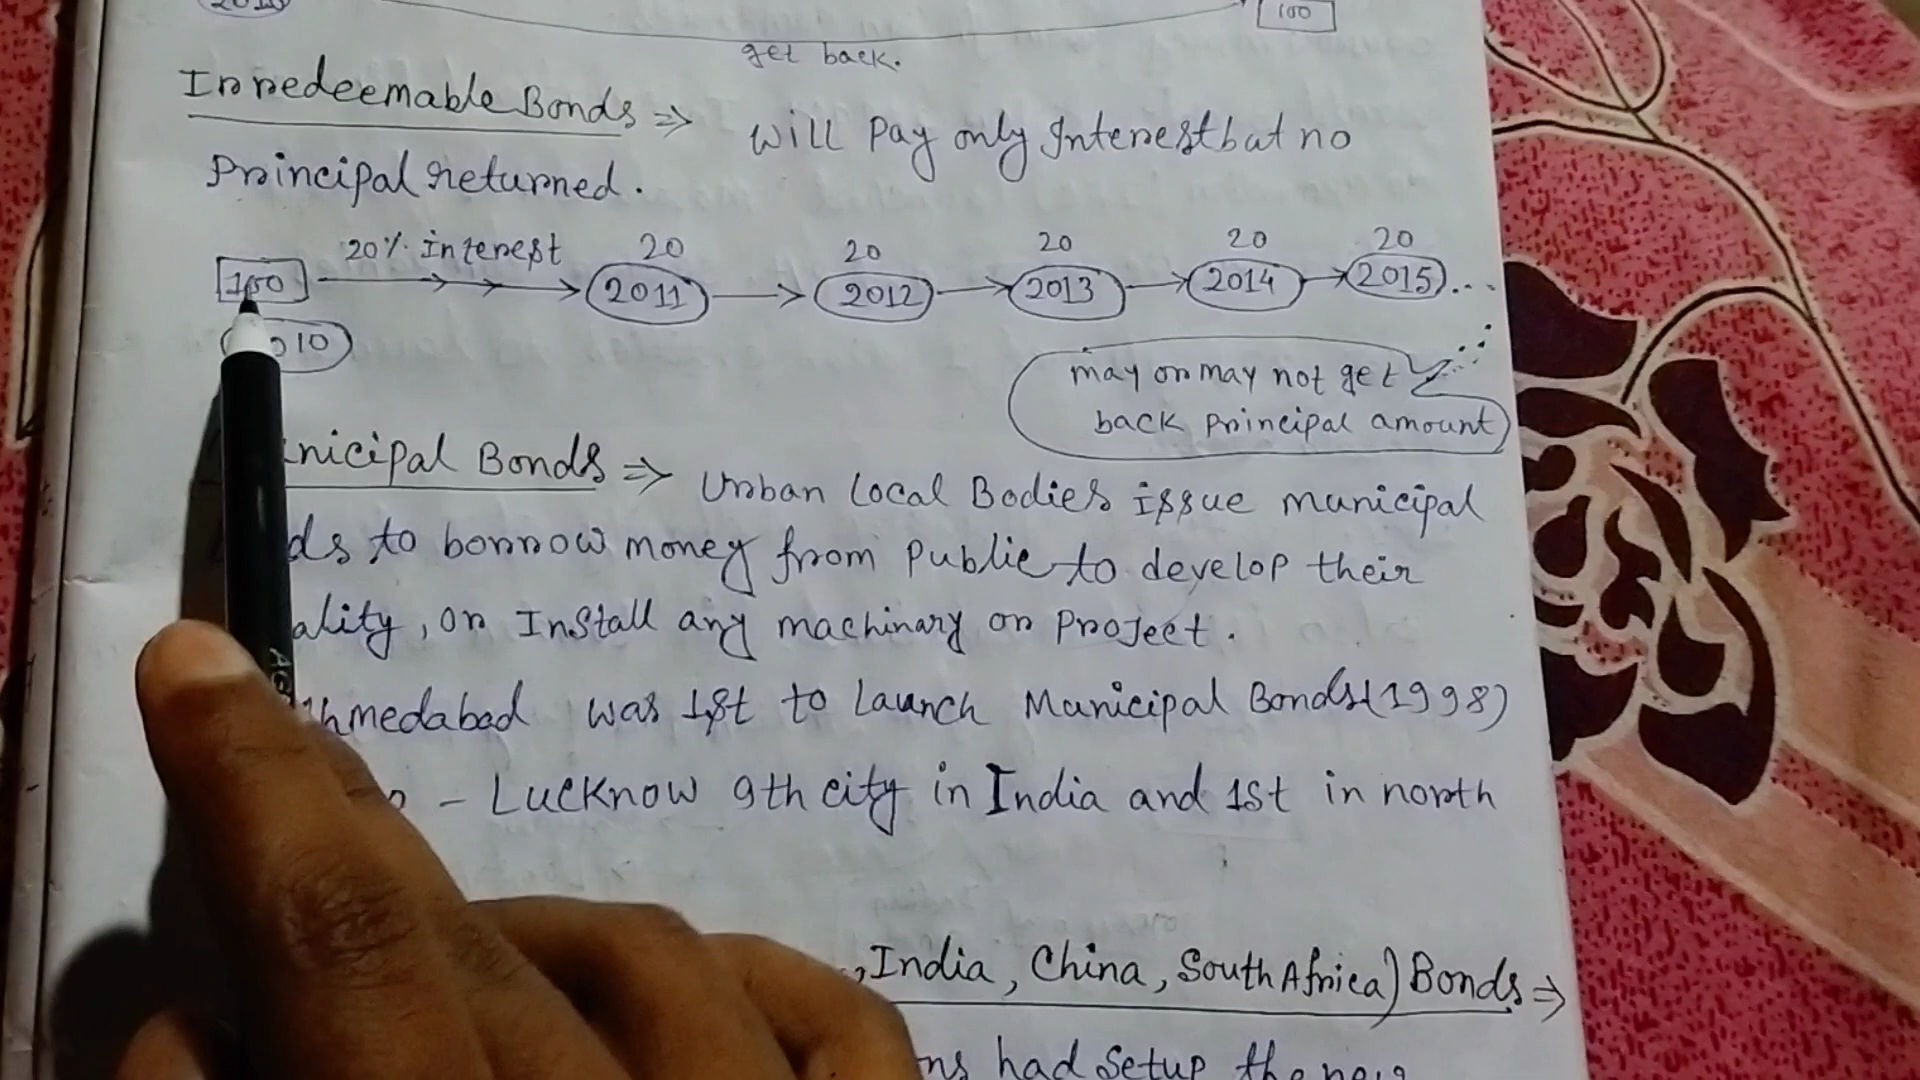 100
get back.
Irredeemable Bonds ⇒ Will Pay only Interest but no
Principal returned.
20% interest 20 20 20 20 20
100 2011 2012 2013 2014 2015...
may or may not get
back Principal amount
Bonds ⇒ Urban Local Bodies issue municipal
to borrow money from Public to develop their
, or Install any machinary or Project.
was 1st to Launch Municipal Bonds (1998)
- Lucknow 9th city in India and 1st in north
, India, China, South Africa) Bonds ⇒
had setup